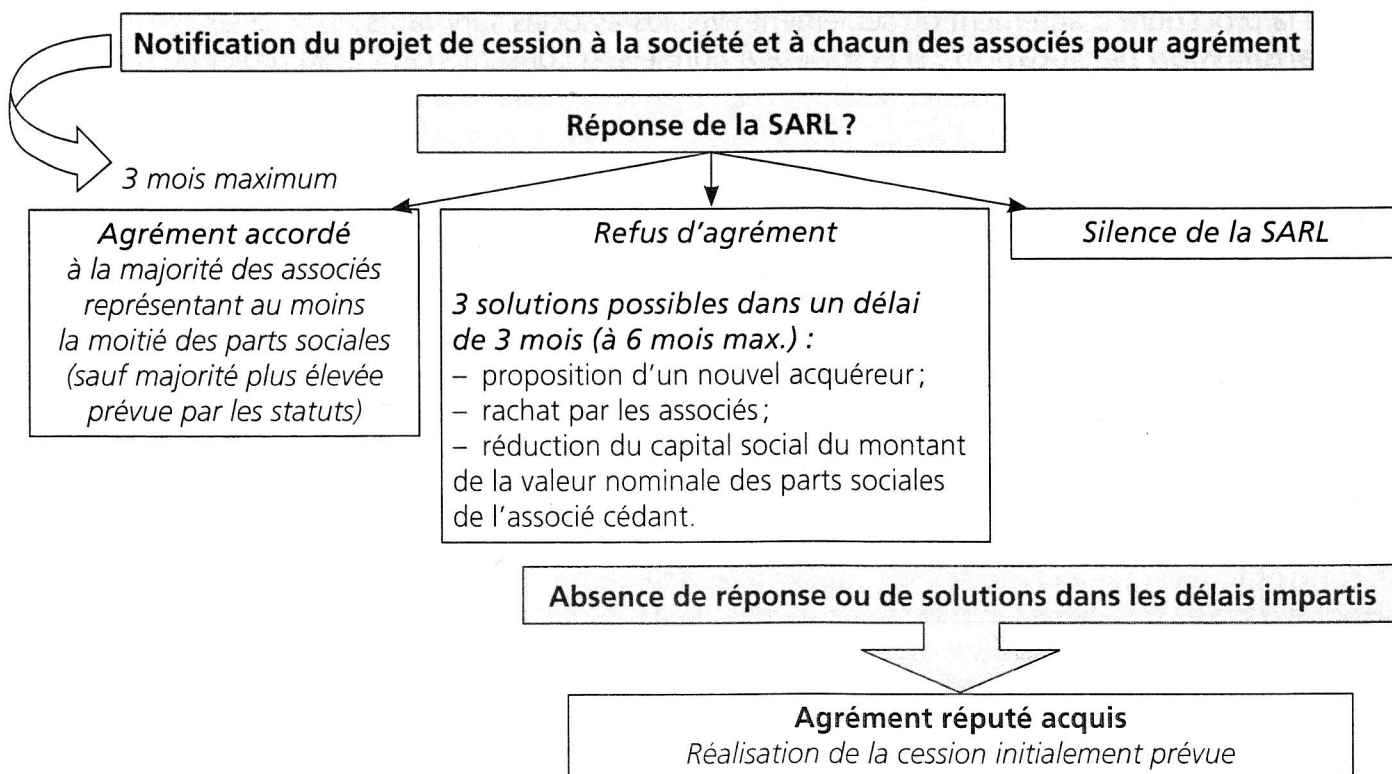 Notification du projet de cession à la société et à chacun des associés pour agrément
Réponse de la SARL ?
3 mois maximum
Agrément accordé
à la majorité des associés
représentant au moins
la moitié des parts sociales
(sauf majorité plus élevée
prévue par les statuts)
Refus d'agrément
3 solutions possibles dans un délai
de 3 mois (à 6 mois max.) :
– proposition d'un nouvel acquéreur ;
– rachat par les associés ;
– réduction du capital social du montant
de la valeur nominale des parts sociales
de l'associé cédant.
Silence de la SARL
Absence de réponse ou de solutions dans les délais impartis
Agrément réputé acquis
Réalisation de la cession initialement prévue